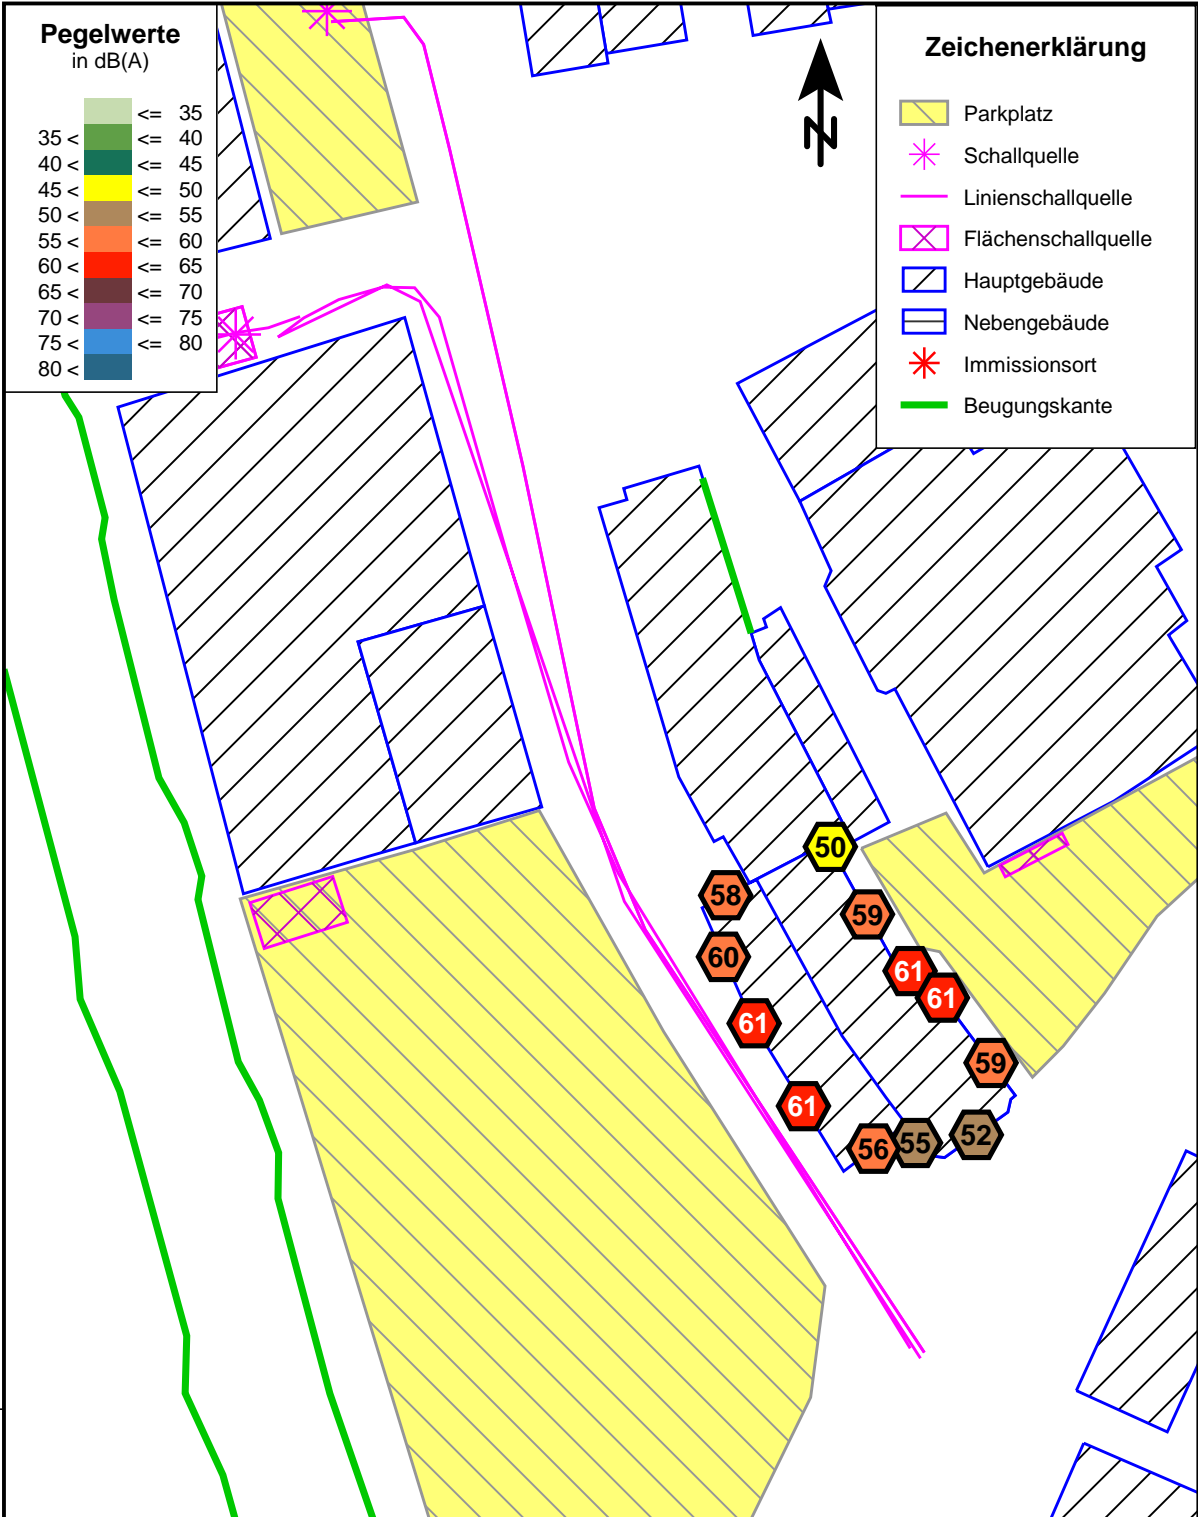 Pegelwerte
in dB(A)
<= 35
35 < <= 40
40 < <= 45
45 < <= 50
50 < <= 55
55 < <= 60
60 < <= 65
65 < <= 70
70 < <= 75
75 < <= 80
80 <
N
Zeichenerklärung
Parkplatz
Schallquelle
Linienschallquelle
Flächenschallquelle
Hauptgebäude
Nebengebäude
Immissionsort
Beugungskante
50
58
59
60
61
61
61
59
61
56
55
52